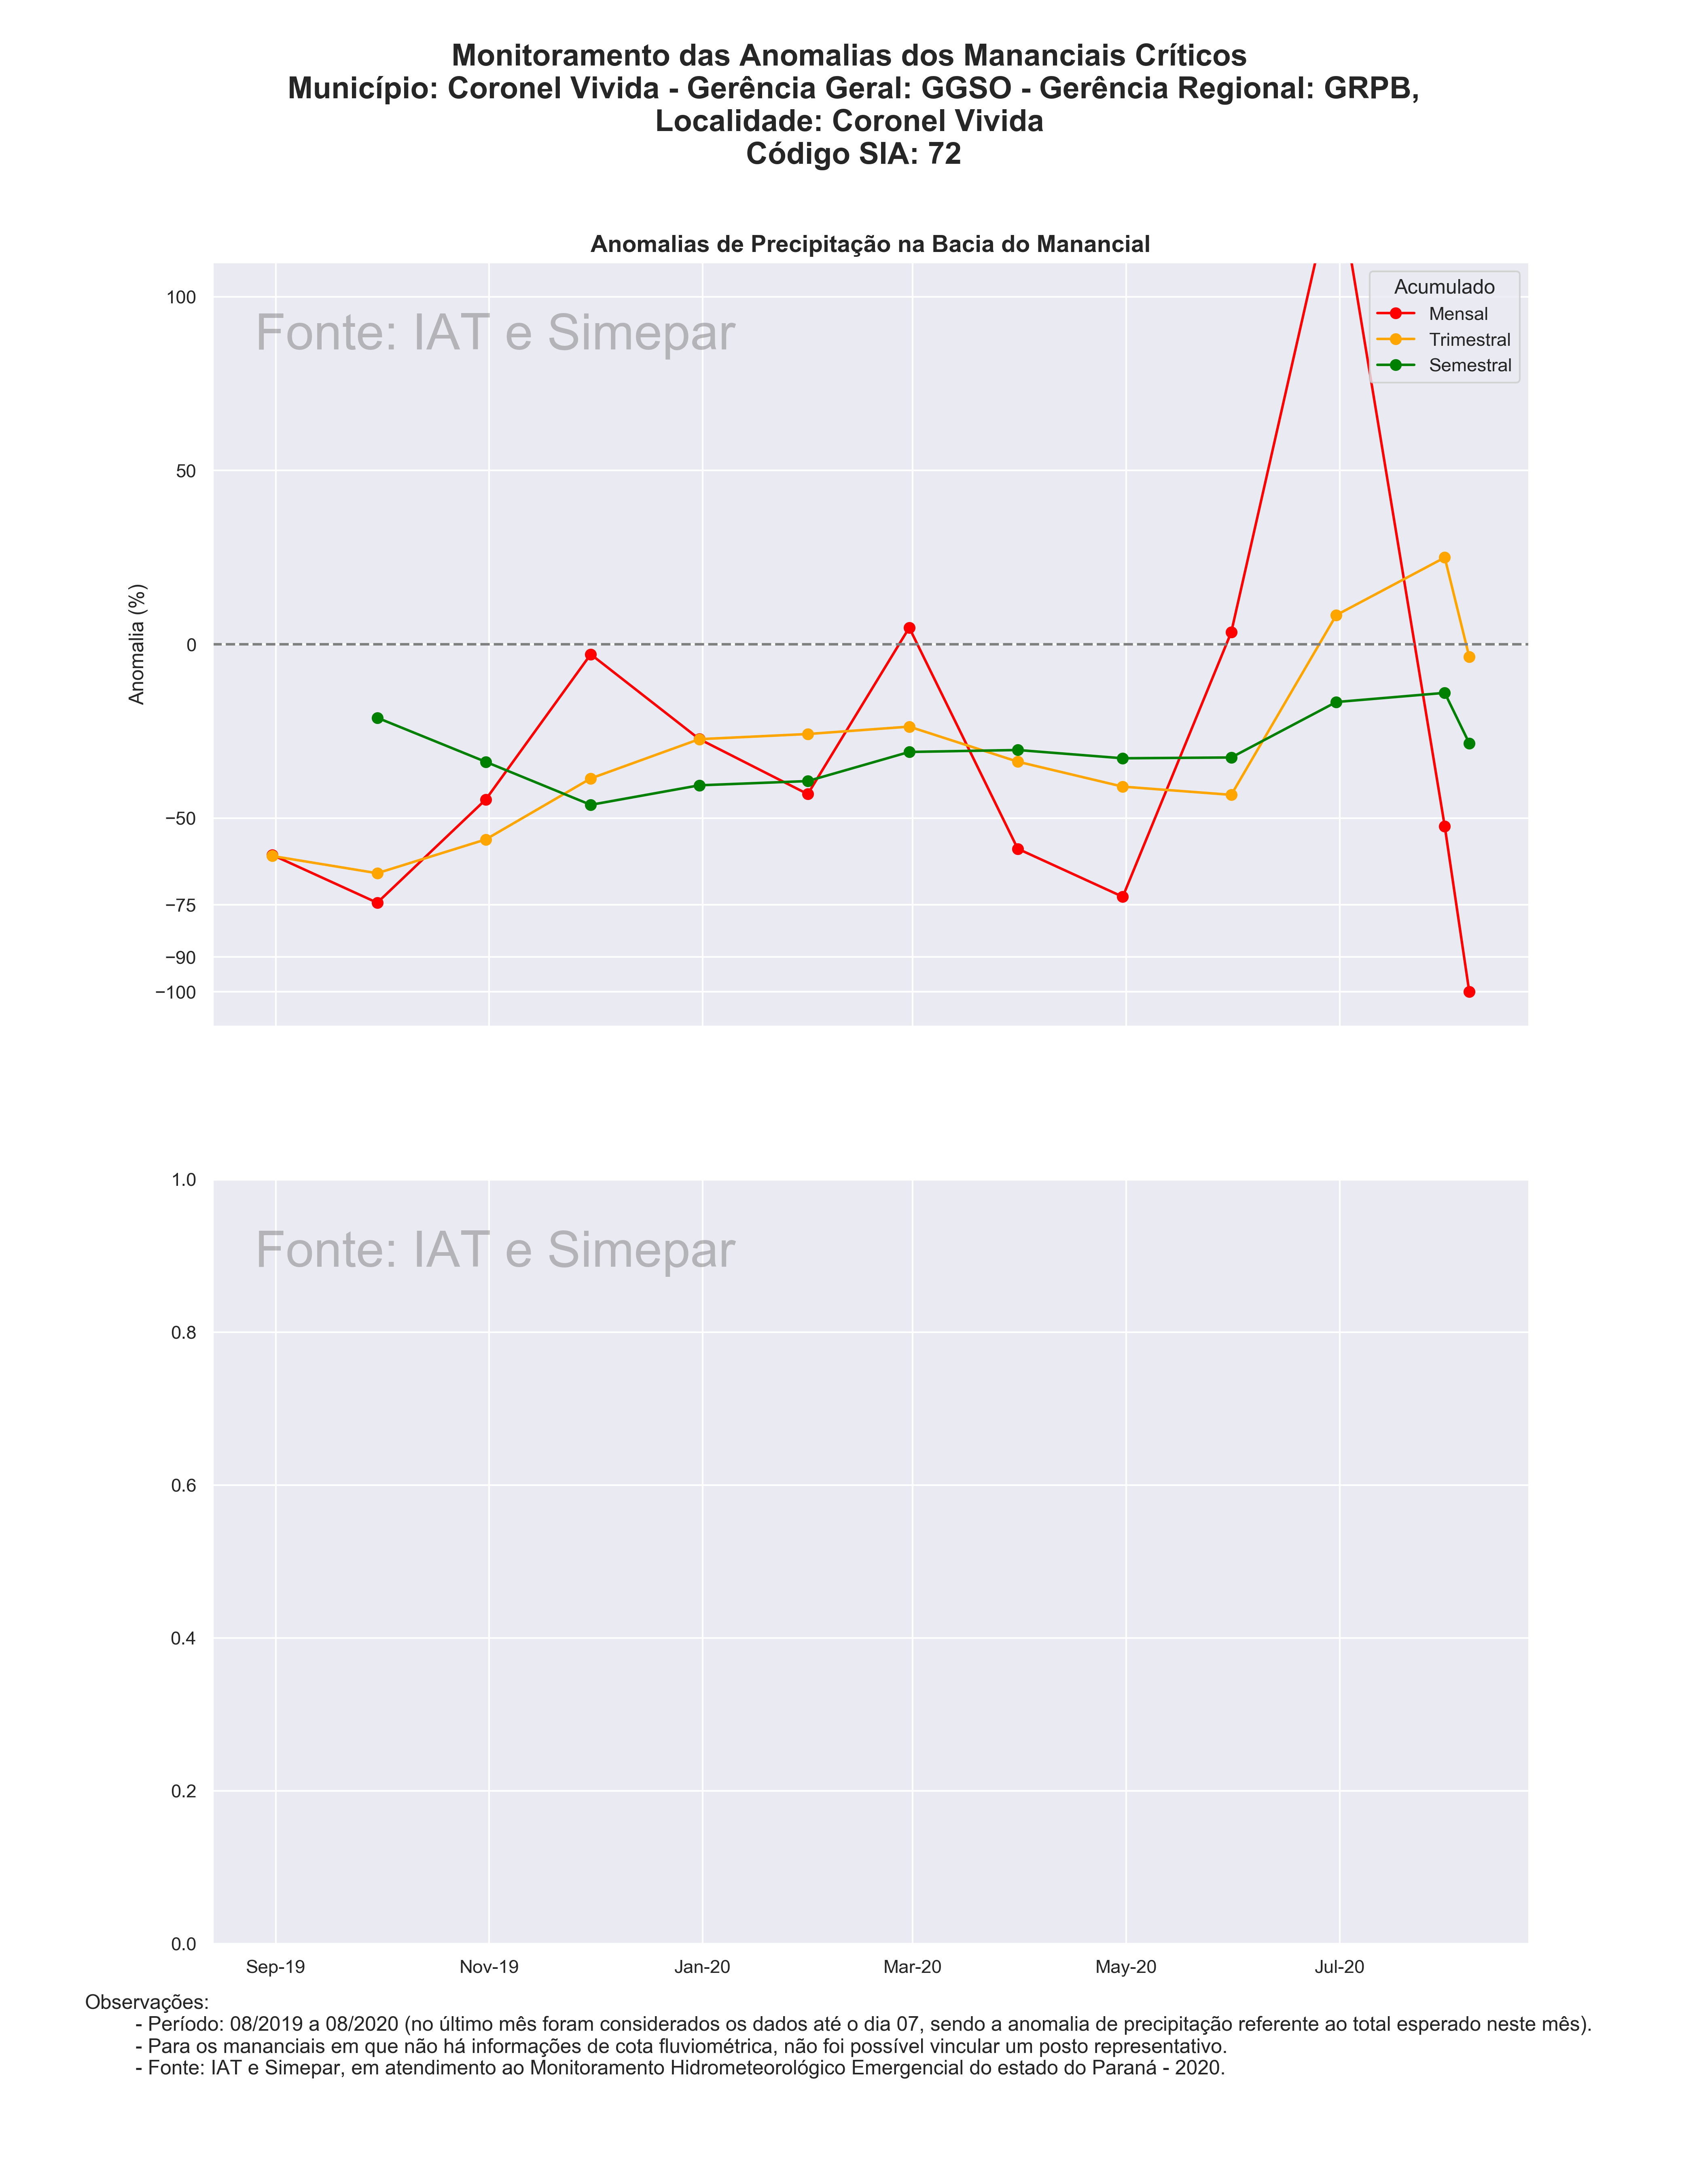 Monitoramento das Anomalias dos Mananciais Críticos
Município: Coronel Vivida - Gerência Geral: GGSO - Gerência Regional: GRPB,
Localidade: Coronel Vivida
Código SIA: 72
Anomalias de Precipitação na Bacia do Manancial
Fonte: IAT e Simepar
Acumulado
Mensal
Trimestral
Semestral
Anomalia (%)
100
50
0
−50
−75
−90
−100
Fonte: IAT e Simepar
1.0
0.8
0.6
0.4
0.2
0.0
Sep-19 Nov-19 Jan-20 Mar-20 May-20 Jul-20
Observações:
- Período: 08/2019 a 08/2020 (no último mês foram considerados os dados até o dia 07, sendo a anomalia de precipitação referente ao total esperado neste mês).
- Para os mananciais em que não há informações de cota fluviométrica, não foi possível vincular um posto representativo.
- Fonte: IAT e Simepar, em atendimento ao Monitoramento Hidrometeorológico Emergencial do estado do Paraná - 2020.